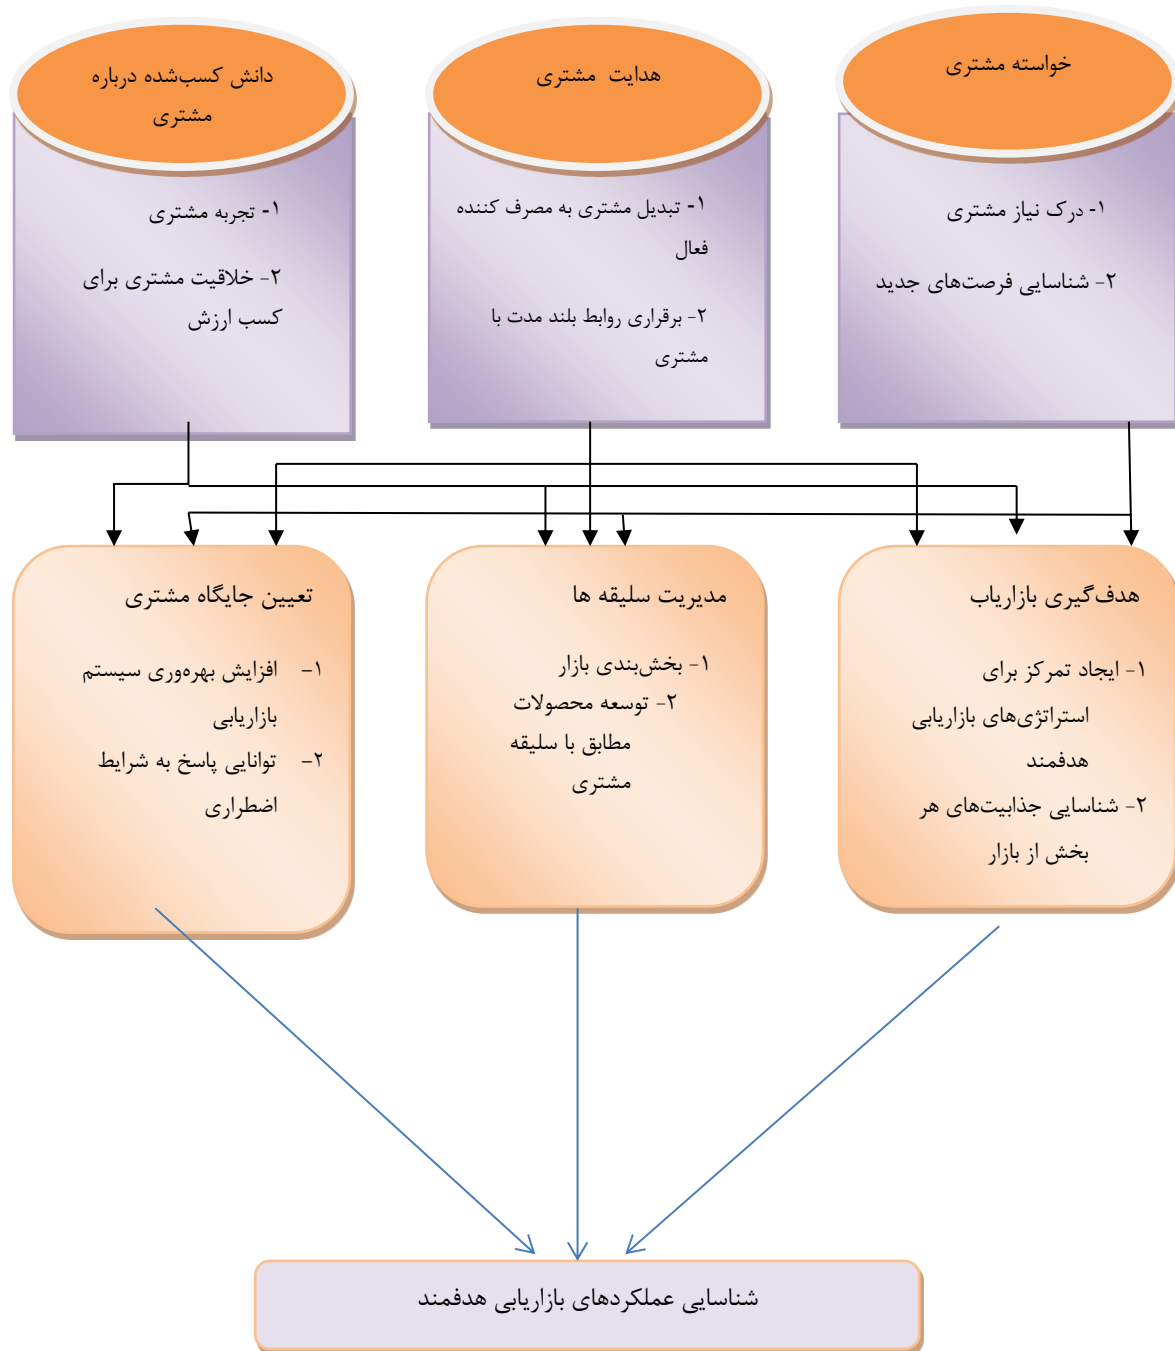 خواسته مشتری
۱- درک نیاز مشتری
۲- شناسایی فرصت‌های جدید
هدایت مشتری
۱- تبدیل مشتری به مصرف کننده
فعال
۲- برقراری روابط بلند مدت با
مشتری
دانش کسب‌شده درباره
مشتری
۱- تجربه مشتری
۲- خلاقیت مشتری برای
کسب ارزش
هدف‌گیری بازاریاب
۱- ایجاد تمرکز برای
استراتژی‌های بازاریابی
هدفمند
۲- شناسایی جذابیت‌های هر
بخش از بازار
مدیریت سلیقه ها
۱- بخش‌بندی بازار
۲- توسعه محصولات
مطابق با سلیقه
مشتری
تعیین جایگاه مشتری
۱- افزایش بهره‌وری سیستم
بازاریابی
۲- توانایی پاسخ به شرایط
اضطراری
شناسایی عملکردهای بازاریابی هدفمند